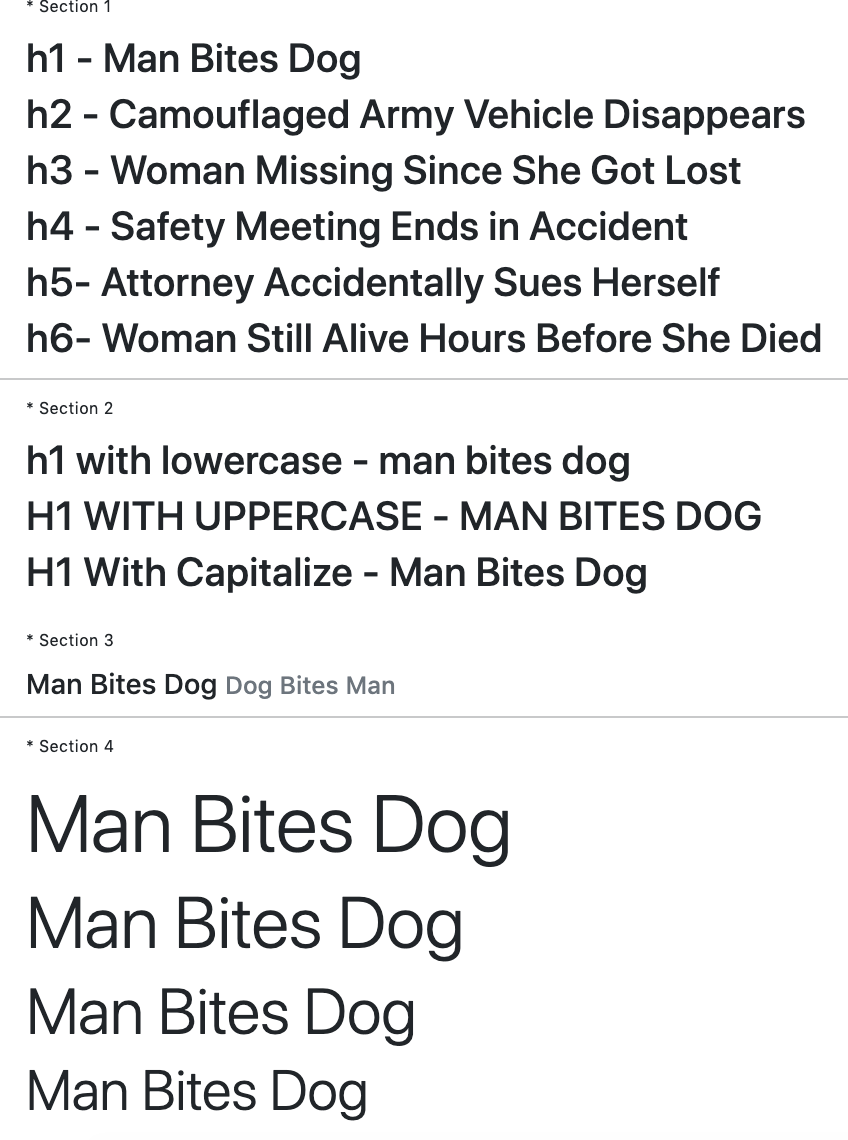 * Section 1
h1 - Man Bites Dog
h2 - Camouflaged Army Vehicle Disappears
h3 - Woman Missing Since She Got Lost
h4 - Safety Meeting Ends in Accident
h5- Attorney Accidentally Sues Herself
h6- Woman Still Alive Hours Before She Died
* Section 2
h1 with lowercase - man bites dog
H1 WITH UPPERCASE - MAN BITES DOG
H1 With Capitalize - Man Bites Dog
* Section 3
Man Bites Dog Dog Bites Man
* Section 4
Man Bites Dog
Man Bites Dog
Man Bites Dog
Man Bites Dog